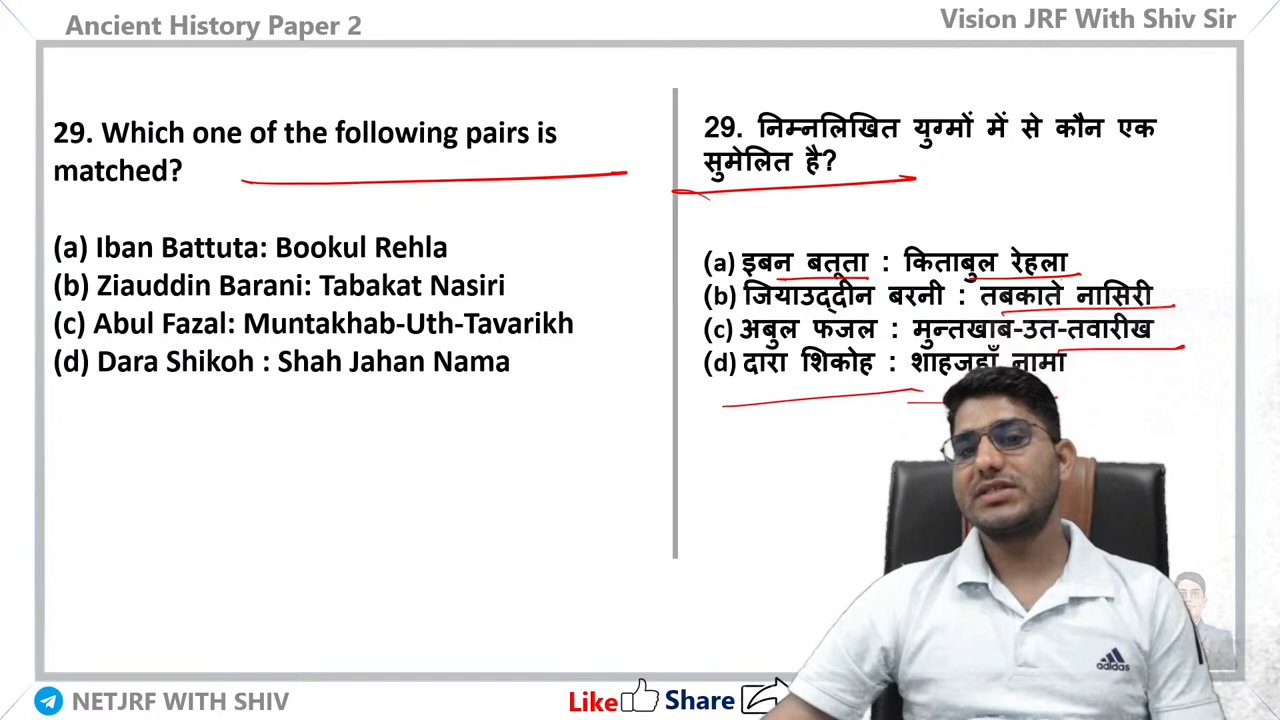 Ancient History Paper 2
Vision JRF With Shiv Sir
29. Which one of the following pairs is
matched?
(a) Iban Battuta: Bookul Rehla
(b) Ziauddin Barani: Tabakat Nasiri
(c) Abul Fazal: Muntakhab-Uth-Tavarikh
(d) Dara Shikoh : Shah Jahan Nama
29. निम्नलिखित युग्मों में से कौन एक
सुमेलित है?
(a) इबन बतूता : किताबुल रेहला
(b) जियाउद्दीन बरनी : तबकाते नासिरी
(c) अबुल फजल : मुन्तखाब-उत-तवारीख
(d) दारा शिकोह : शाहजहाँ नामा
adidas
NETJRF WITH SHIV
Like Share